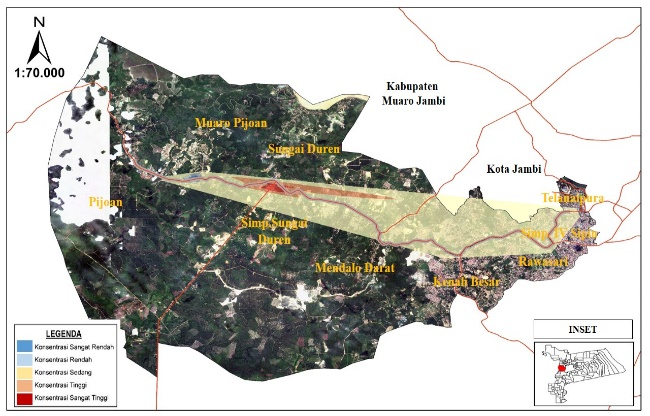 N
1:70.000
Kabupaten
Muaro Jambi
Muaro Pijoan
Sungai Duren
Kota Jambi
Pijoan
Telanaipura
Simp. Sungai
Duren
Simp. IV Sipin
Rawasari
Mendalo Darat
Kenali Besar
LEGENDA
Konsentrasi Sangat Rendah
Konsentrasi Rendah
Konsentrasi Sedang
Konsentrasi Tinggi
Konsentrasi Sangat Tinggi
INSET